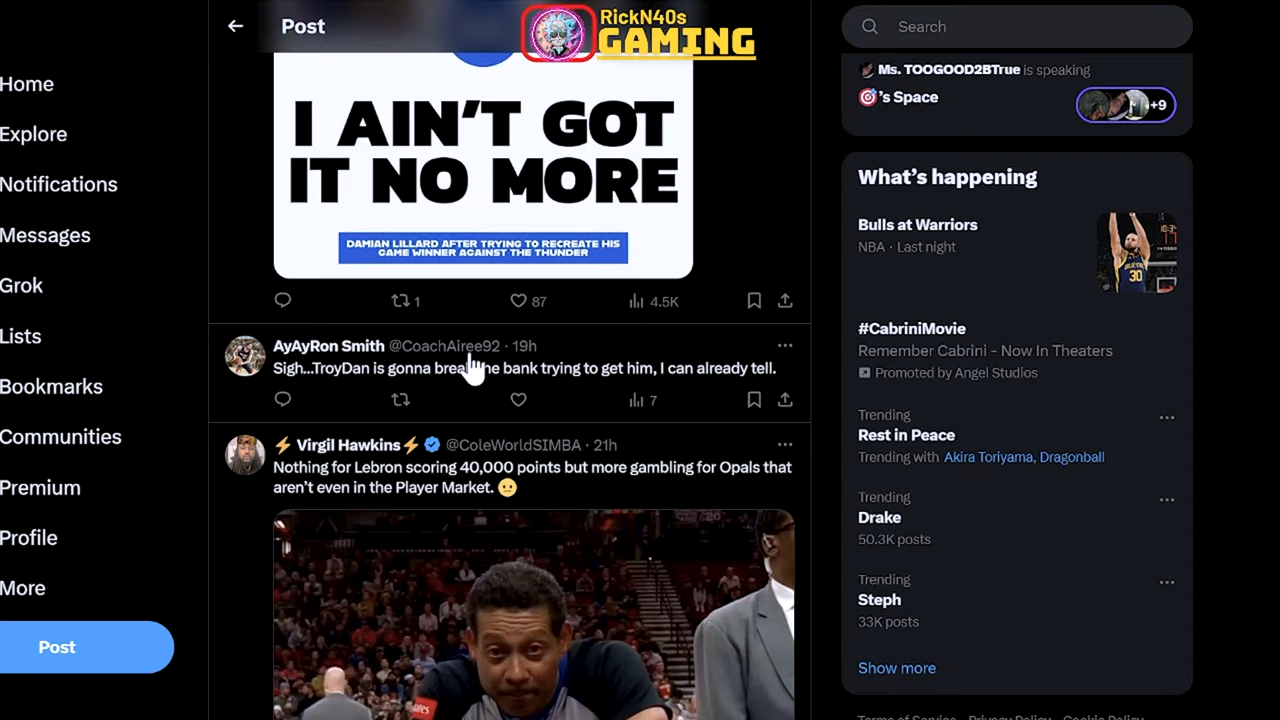 Post
RickN40s
GAMING
Search
Home
Explore
Notifications
Messages
Grok
Lists
Bookmarks
Communities
Premium
Profile
More
Post
I AIN'T GOT
IT NO MORE
DAMIAN LILLARD AFTER TRYING TO RECREATE HIS
GAME WINNER AGAINST THE THUNDER
1
87
4.5K
AyAyRon Smith @CoachAiree92 · 19h
Sigh...TroyDan is gonna break the bank trying to get him, I can already tell.
7
⚡ Virgil Hawkins⚡ @ColeWorldSIMBA · 21h
Nothing for Lebron scoring 40,000 points but more gambling for Opals that
aren't even in the Player Market. 😐
Ms. TOOGOOD2BTrue is speaking
🎯's Space
+9
What's happening
Bulls at Warriors
NBA · Last night
30
#CabriniMovie
Remember Cabrini - Now In Theaters
Promoted by Angel Studios
Trending
Rest in Peace
Trending with Akira Toriyama, Dragonball
Trending
Drake
50.3K posts
Trending
Steph
33K posts
Show more